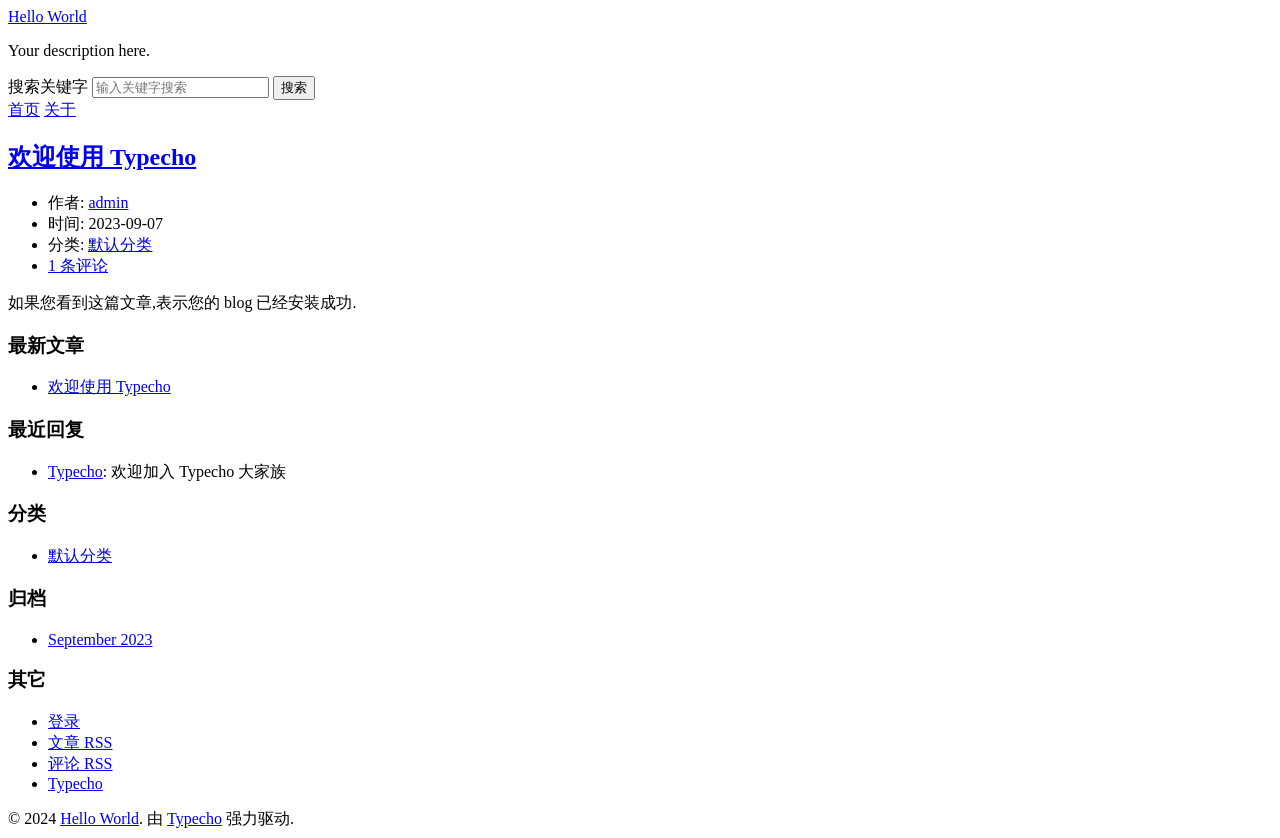 Hello World
Your description here.
搜索关键字 输入关键字搜索 搜索
首页 关于
欢迎使用 Typecho
作者: admin
时间: 2023-09-07
分类: 默认分类
1 条评论
如果您看到这篇文章,表示您的 blog 已经安装成功.
最新文章
欢迎使用 Typecho
最近回复
Typecho: 欢迎加入 Typecho 大家族
分类
默认分类
归档
September 2023
其它
登录
文章 RSS
评论 RSS
Typecho
© 2024 Hello World. 由 Typecho 强力驱动.